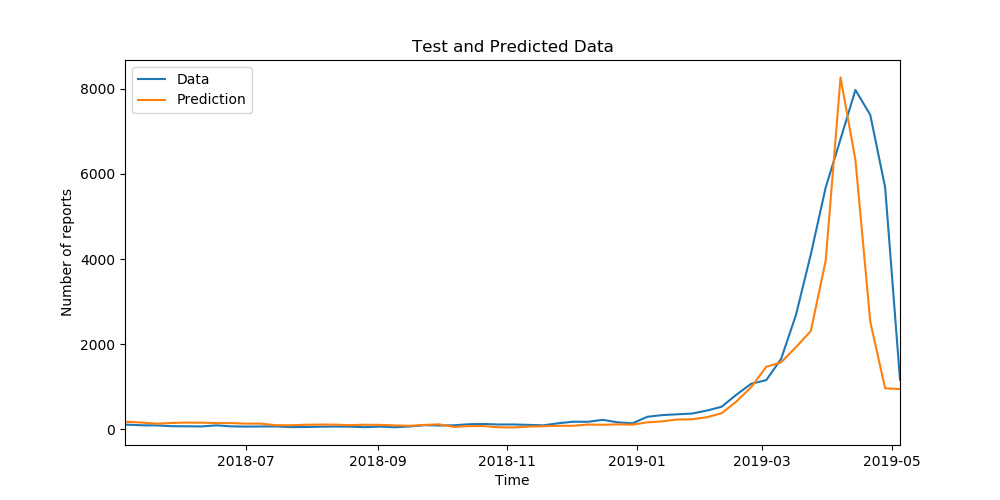 Test and Predicted Data
Data
Prediction
8000
6000
4000
2000
0
Number of reports
2018-07 2018-09 2018-11 2019-01 2019-03 2019-05
Time